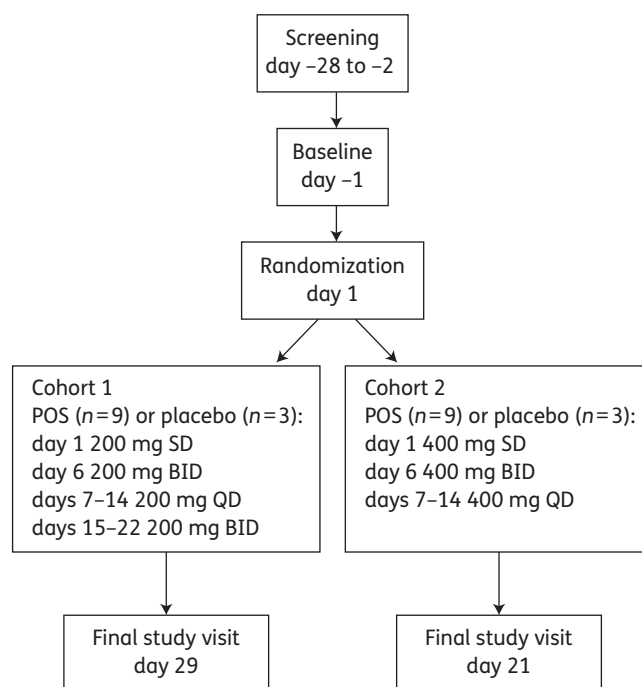 Screening
day –28 to –2
Baseline
day –1
Randomization
day 1
Cohort 1
POS (n=9) or placebo (n=3):
day 1 200 mg SD
day 6 200 mg BID
days 7–14 200 mg QD
days 15–22 200 mg BID
Cohort 2
POS (n=9) or placebo (n=3):
day 1 400 mg SD
day 6 400 mg BID
days 7–14 400 mg QD
Final study visit
day 29
Final study visit
day 21